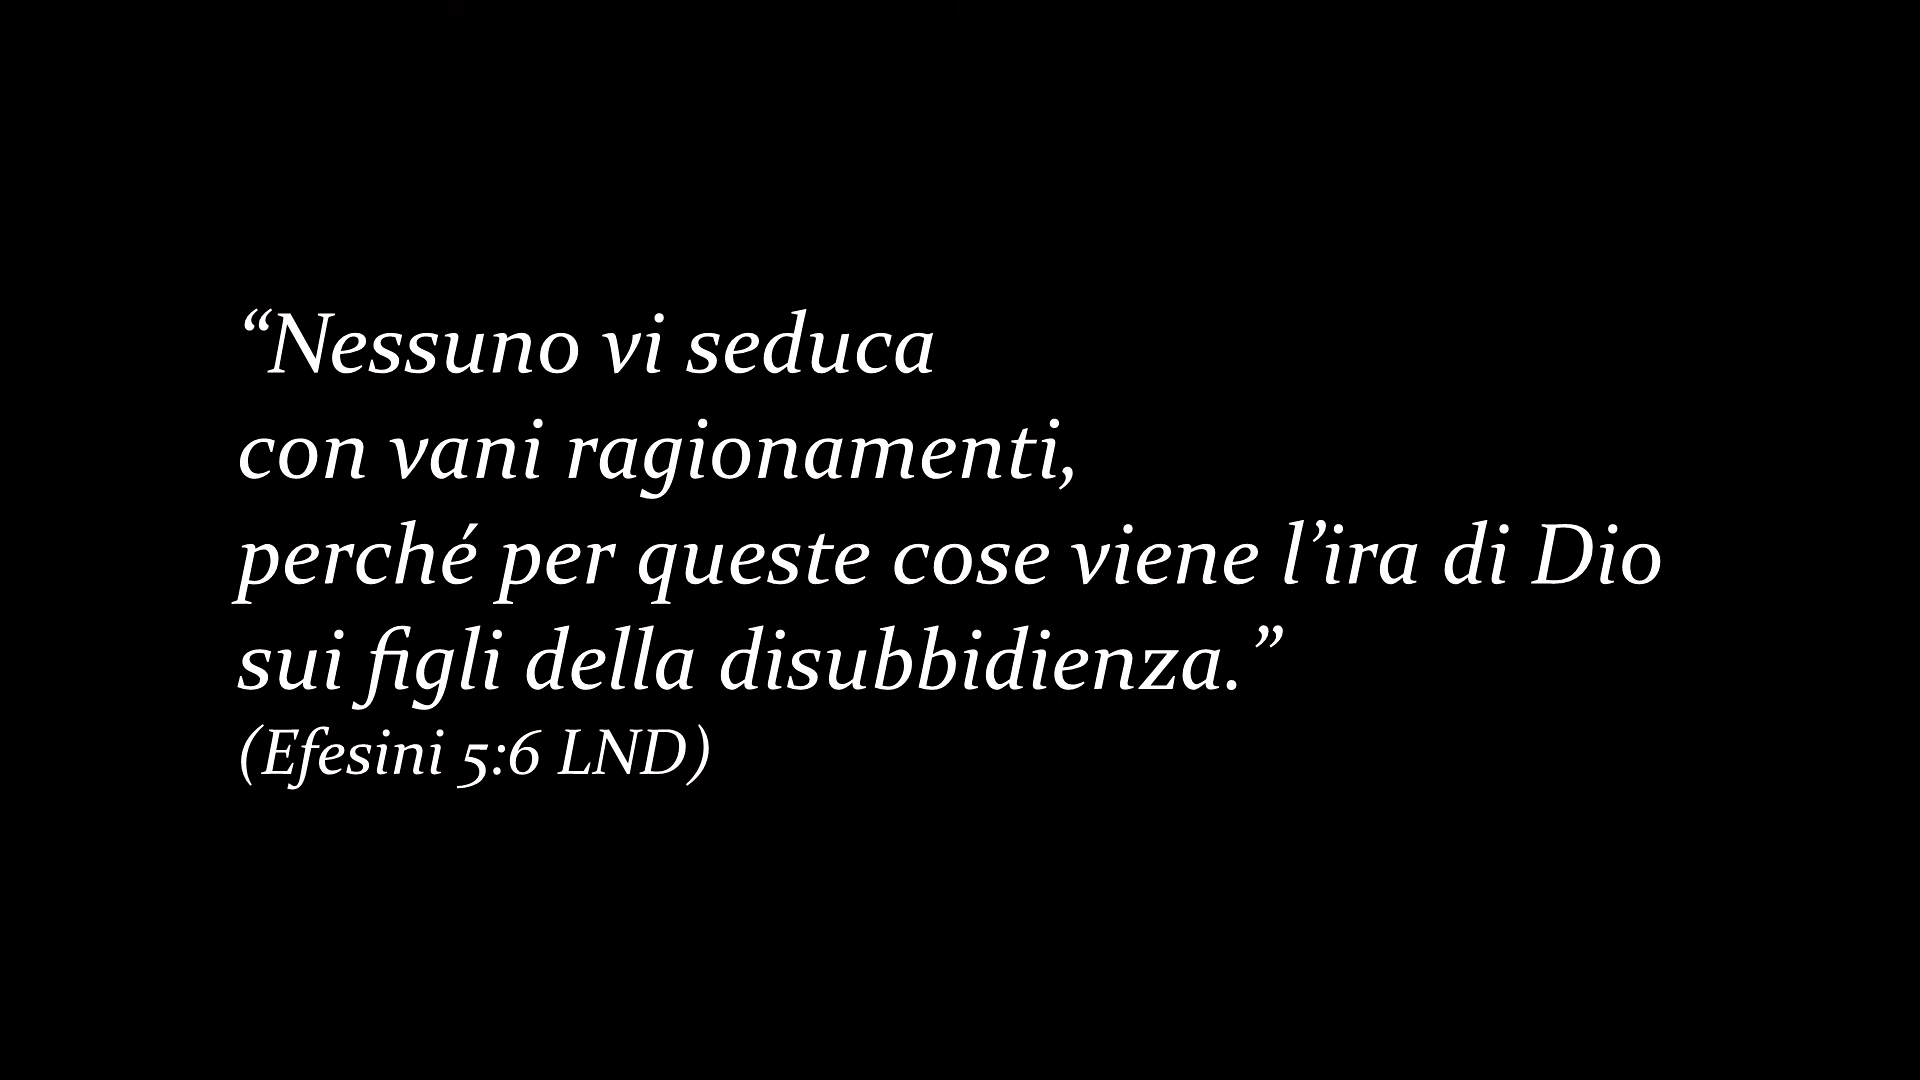 “Nessuno vi seduca
con vani ragionamenti,
perché per queste cose viene l’ira di Dio
sui figli della disubbidienza.”
(Efesini 5:6 LND)